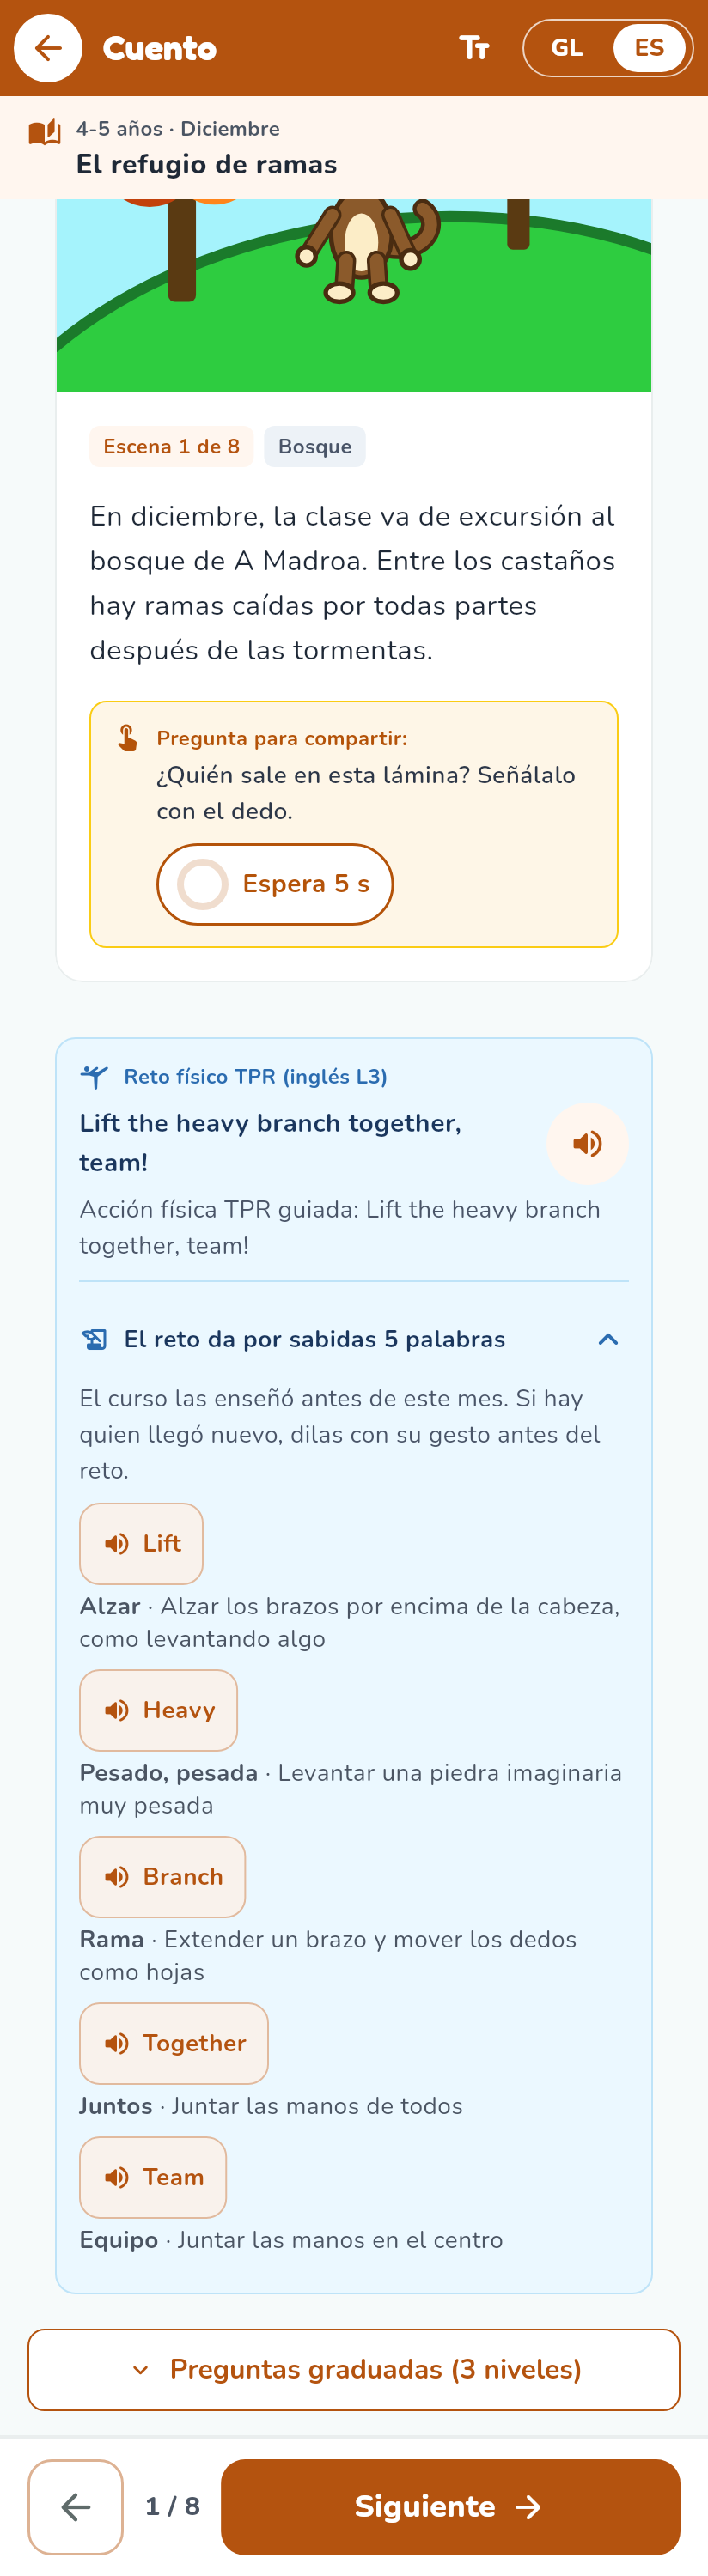 Cuento
GL
ES
4-5 años · Diciembre
El refugio de ramas
Escena 1 de 8
Bosque
En diciembre, la clase va de excursión al
bosque de A Madroa. Entre los castaños
hay ramas caídas por todas partes
después de las tormentas.
Pregunta para compartir:
¿Quién sale en esta lámina? Señálalo
con el dedo.
Espera 5 s
Reto físico TPR (inglés L3)
Lift the heavy branch together,
team!
Acción física TPR guiada: Lift the heavy branch
together, team!
El reto da por sabidas 5 palabras
El curso las enseñó antes de este mes. Si hay
quien llegó nuevo, dilas con su gesto antes del
reto.
Lift
Alzar · Alzar los brazos por encima de la cabeza,
como levantando algo
Heavy
Pesado, pesada · Levantar una piedra imaginaria
muy pesada
Branch
Rama · Extender un brazo y mover los dedos
como hojas
Together
Juntos · Juntar las manos de todos
Team
Equipo · Juntar las manos en el centro
Preguntas graduadas (3 niveles)
1 / 8
Siguiente